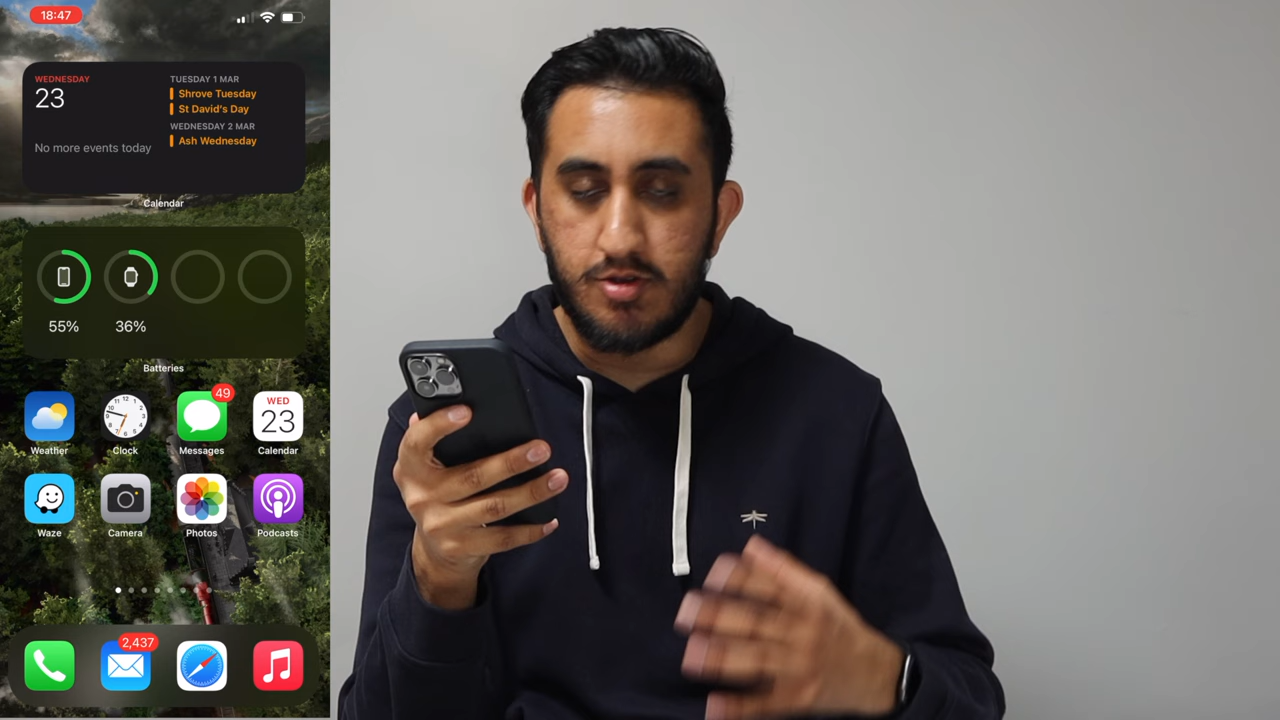 18:47
WEDNESDAY
23
No more events today
TUESDAY 1 MAR
Shrove Tuesday
St David's Day
WEDNESDAY 2 MAR
Ash Wednesday
Calendar
55% 36%
Batteries
49 WED
23
Weather Clock Messages Calendar
Waze Camera Photos Podcasts
2,437